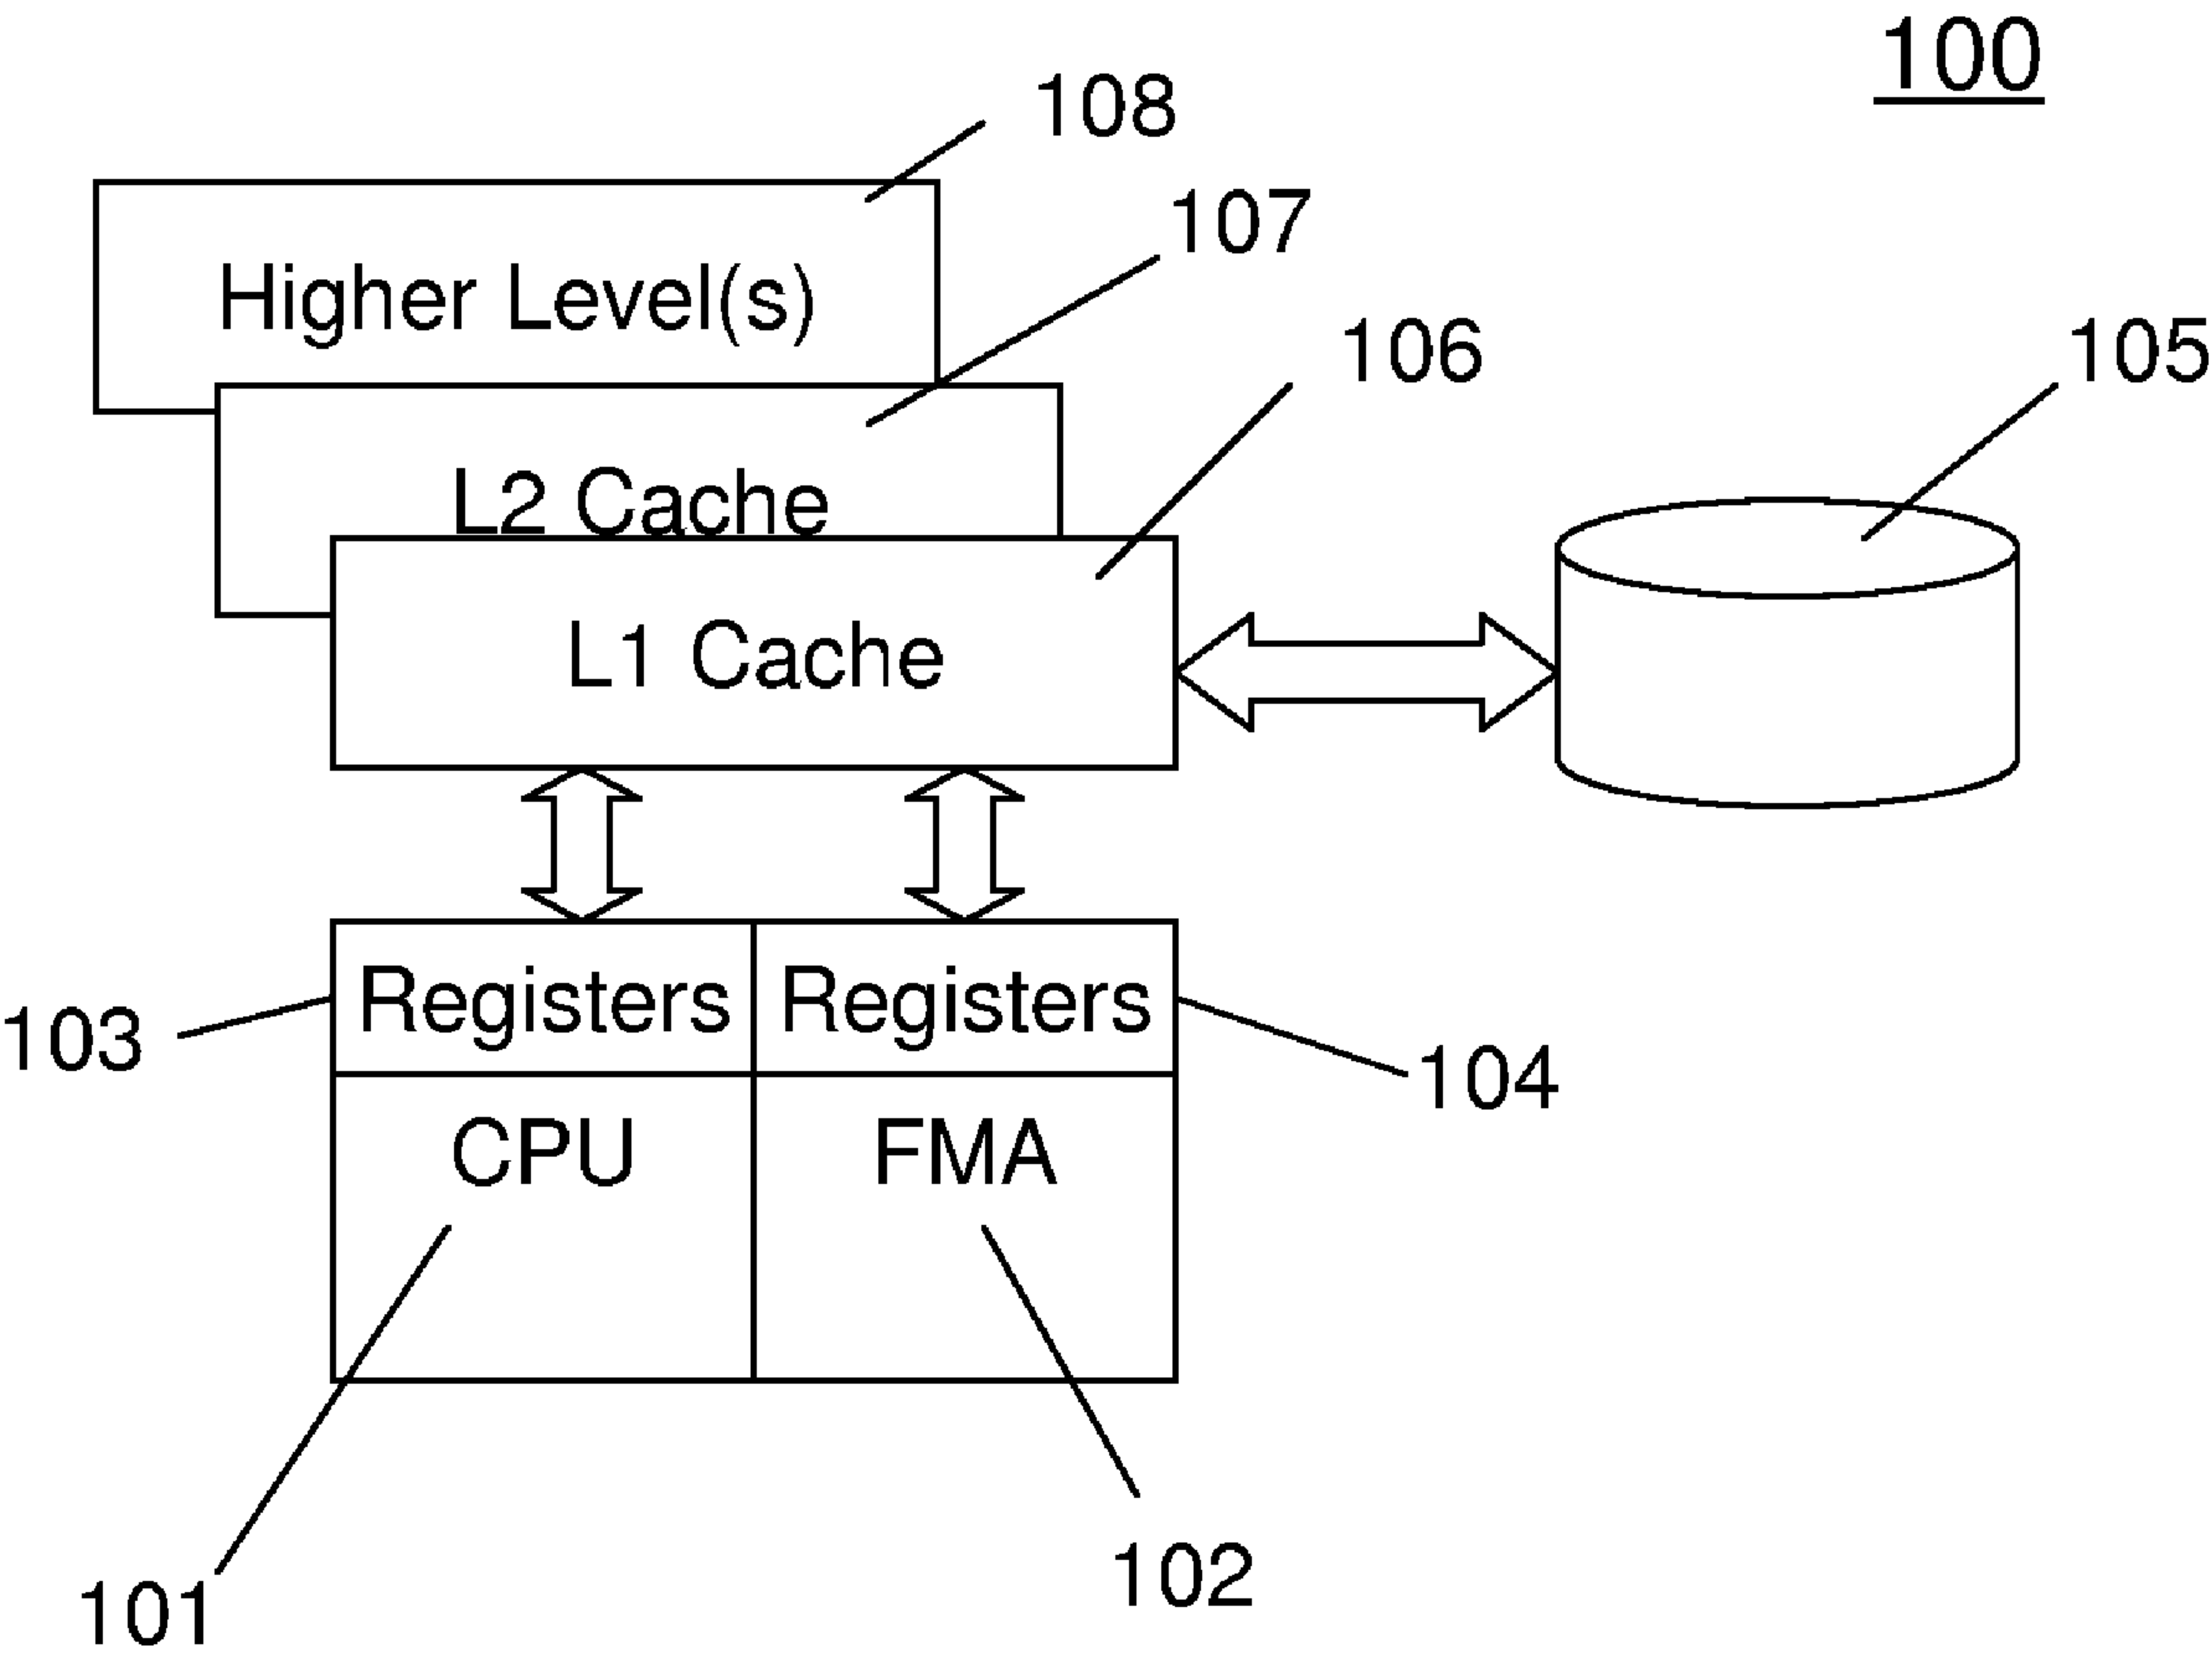 100
108
107
Higher Level(s)
106
105
L2 Cache
L1 Cache
Registers Registers
103
104
CPU FMA
102
101